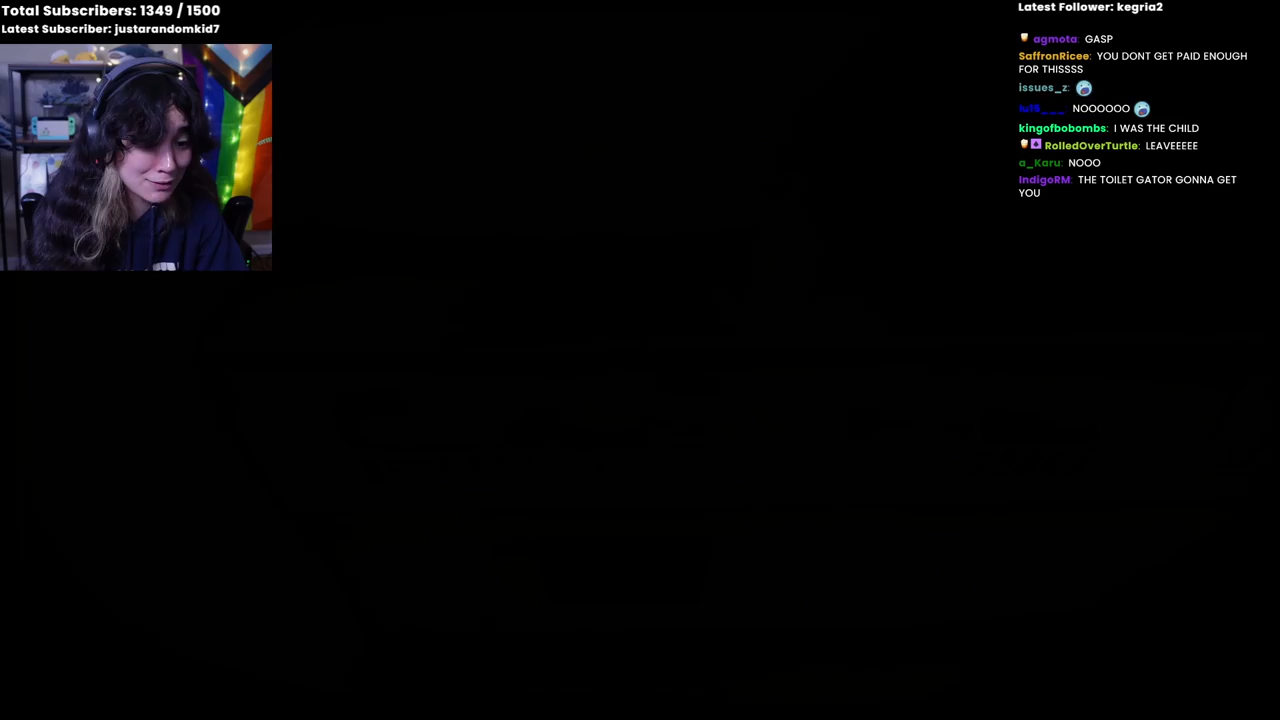 Total Subscribers: 1349 / 1500
Latest Subscriber: justarandomkid7
Latest Follower: kegria2
agmota: GASP
SaffronRicee: YOU DONT GET PAID ENOUGH
FOR THISSSS
issues_z:
NOOOOOO
kingofbobombs: I WAS THE CHILD
RolledOverTurtle: LEAVEEEEE
a_Karu: NOOO
IndigoRM: THE TOILET GATOR GONNA GET
YOU